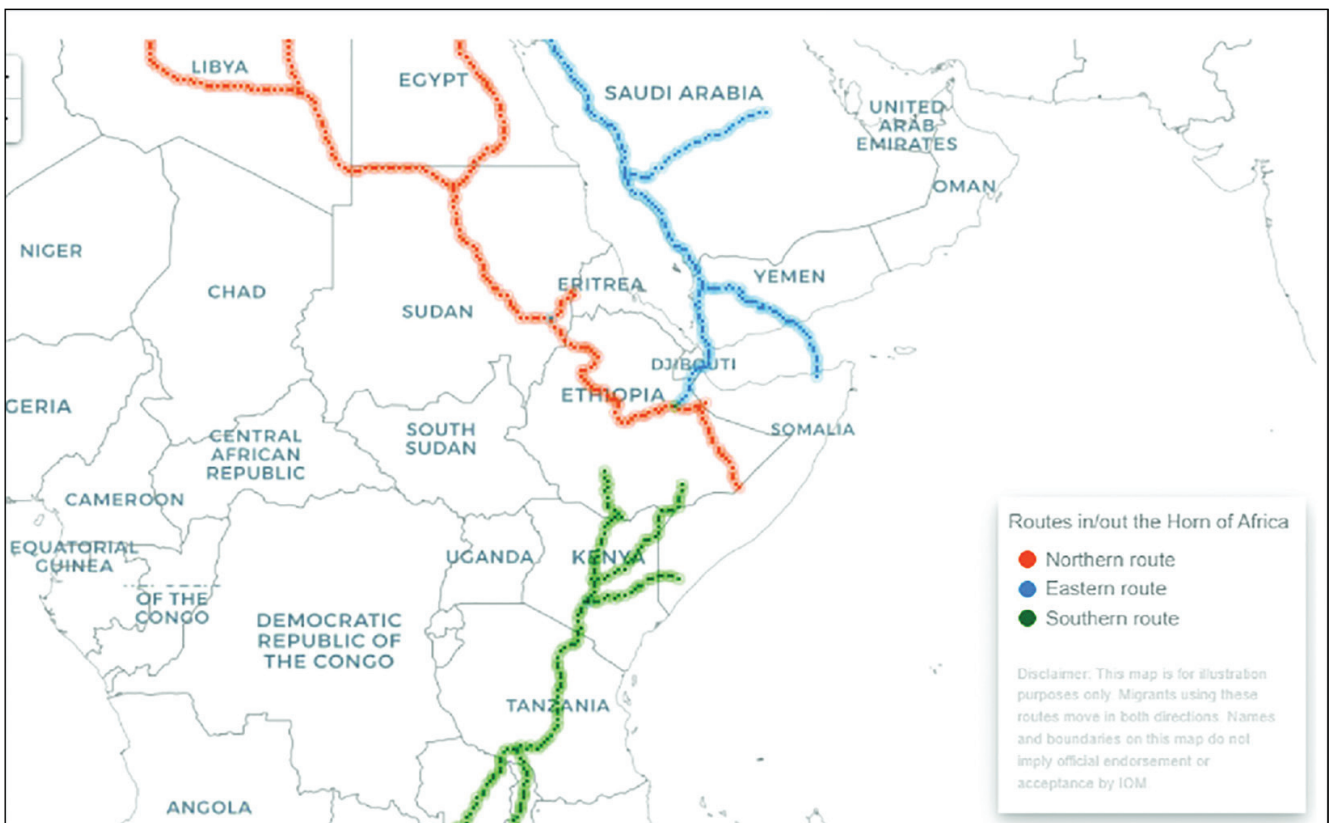 LIBYA
EGYPT
SAUDI ARABIA
UNITED
ARAB
EMIRATES
OMAN
NIGER
CHAD
SUDAN
ERITREA
YEMEN
DJIBOUTI
ETHIOPIA
GERIA
CENTRAL
AFRICAN
REPUBLIC
SOUTH
SUDAN
SOMALIA
CAMEROON
EQUATORIAL
GUINEA
UGANDA
KENYA
OF THE
CONGO
DEMOCRATIC
REPUBLIC OF
THE CONGO
TANZANIA
ANGOLA
Routes in/out the Horn of Africa
Northern route
Eastern route
Southern route
Disclaimer: This map is for illustration
purposes only. Migrants using these
routes move in both directions. Names
and boundaries on this map do not
imply official endorsement or
acceptance by IOM